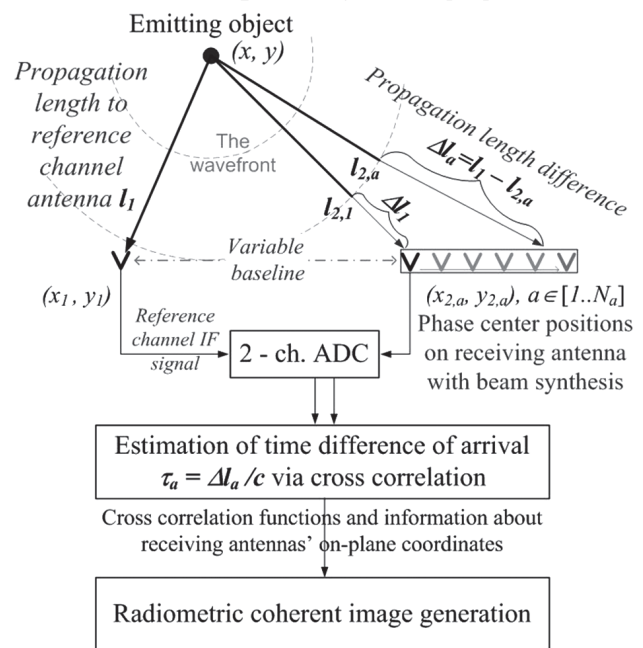 Emitting object
(x, y)
Propagation
length to
reference
channel
antenna l₁
The
wavefront
Propagation length difference
Δlₐ=l₁ – l₂,ₐ
l₂,ₐ
l₂,₁
Δl₁
Variable
baseline
(x₁, y₁)
(x₂,ₐ, y₂,ₐ), a∈[1..Nₐ]
Phase center positions
on receiving antenna
with beam synthesis
Reference
channel IF
signal
2 - ch. ADC
Estimation of time difference of arrival
τₐ = Δlₐ /c via cross correlation
Cross correlation functions and information about
receiving antennas’ on-plane coordinates
Radiometric coherent image generation